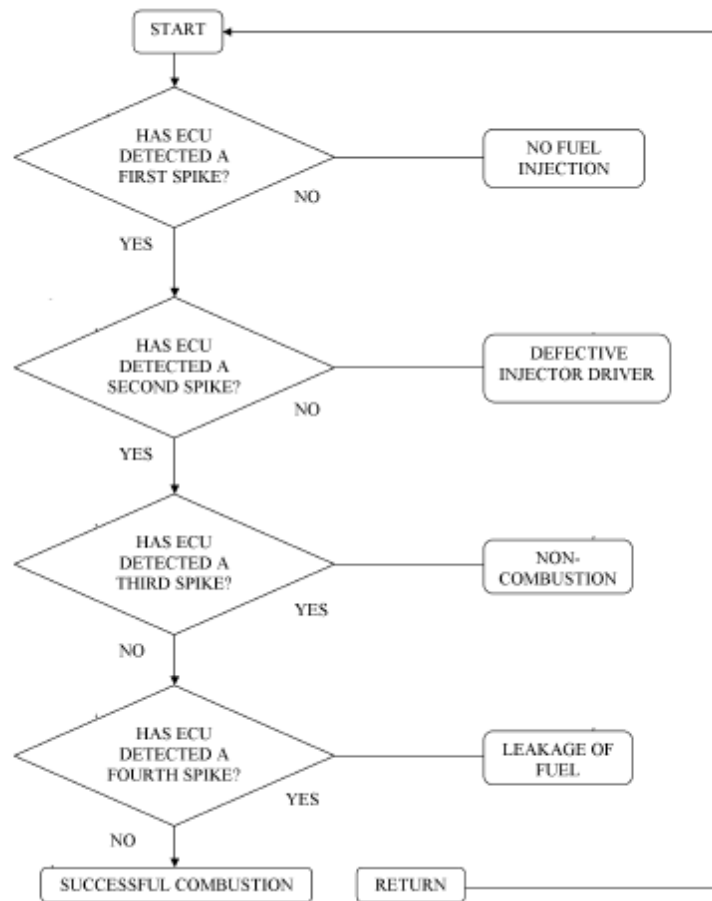 START
HAS ECU
DETECTED A
FIRST SPIKE?
NO FUEL
INJECTION
NO
YES
HAS ECU
DETECTED A
SECOND SPIKE?
DEFECTIVE
INJECTOR DRIVER
NO
YES
HAS ECU
DETECTED A
THIRD SPIKE?
NON-
COMBUSTION
YES
NO
HAS ECU
DETECTED A
FOURTH SPIKE?
LEAKAGE OF
FUEL
YES
NO
SUCCESSFUL COMBUSTION
RETURN